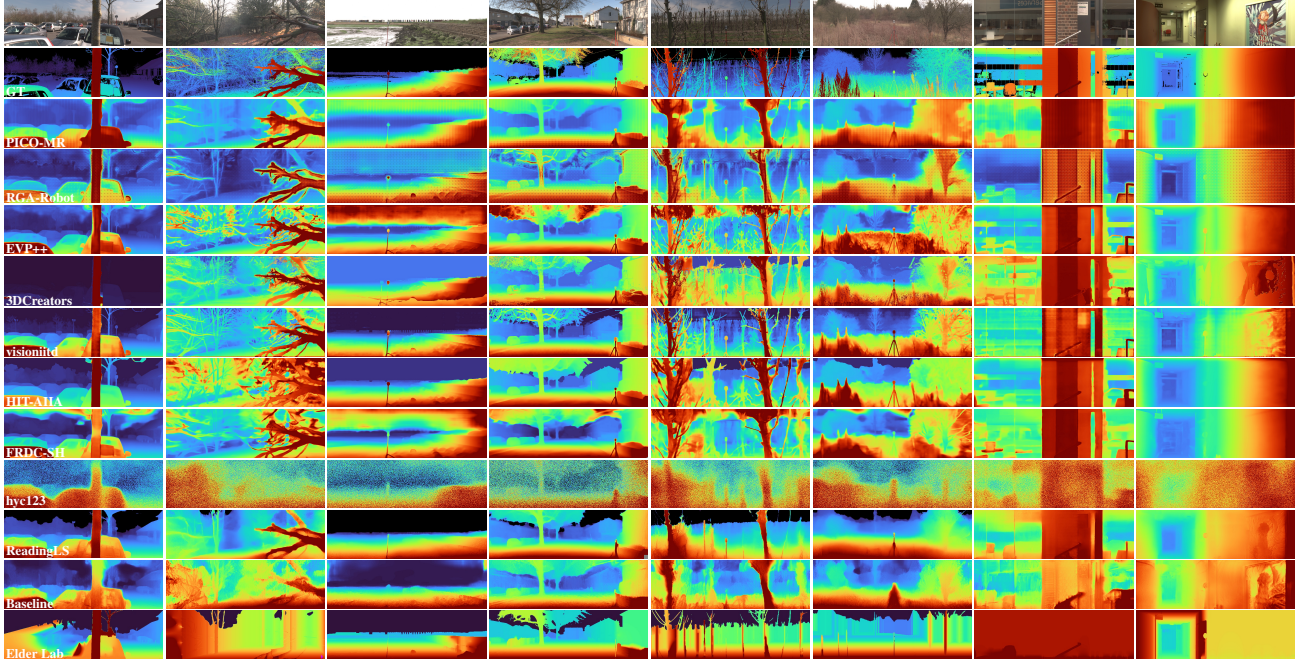 GT
PICO-MR
RGA-Robot
EVP++
3DCreators
visioniitd
HIT-AHA
FRDC-SH
hyc123
ReadingLS
Baseline
Elder Lab